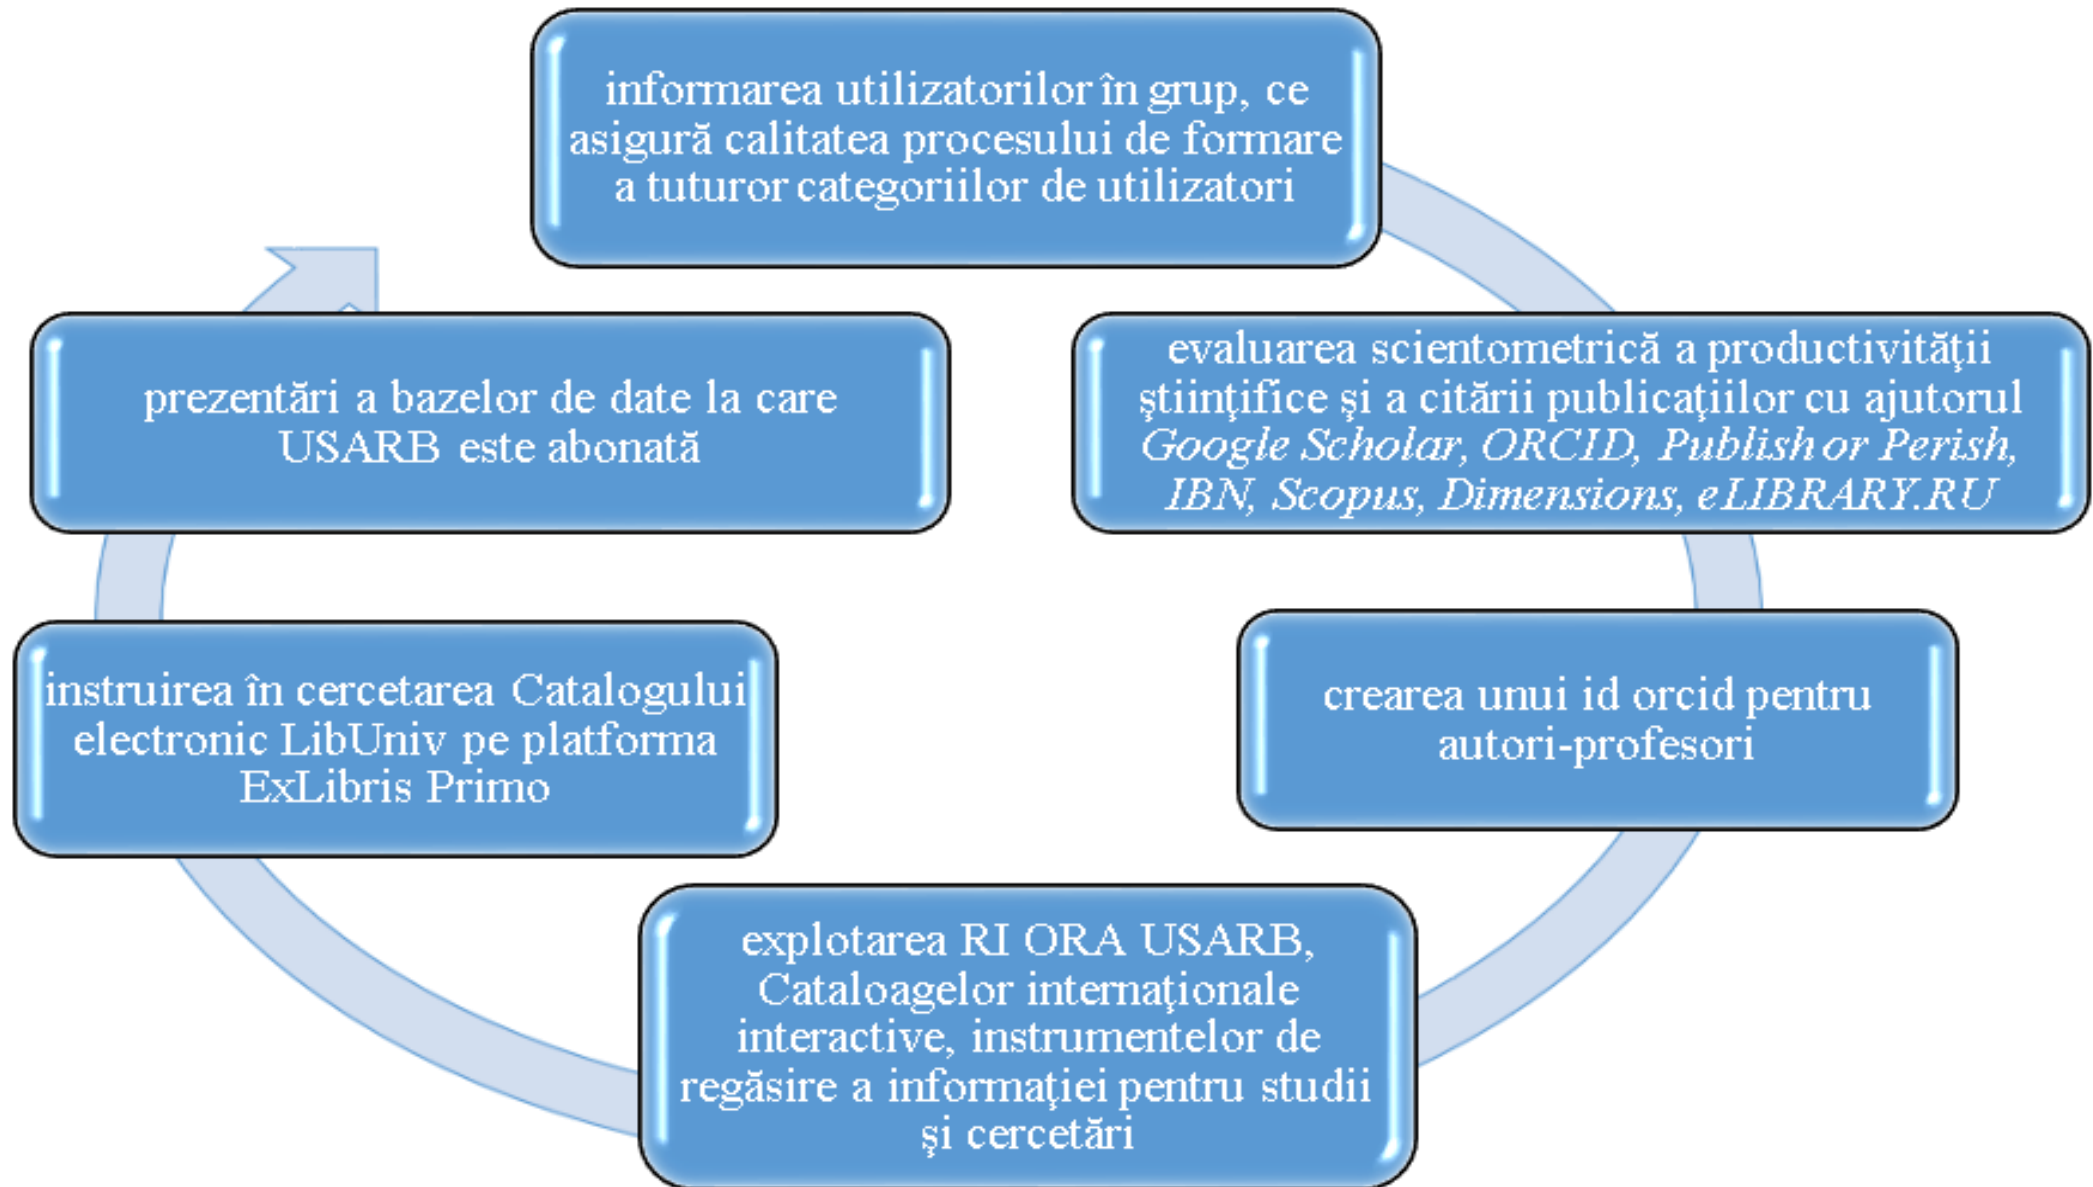 informarea utilizatorilor în grup, ce
asigură calitatea procesului de formare
a tuturor categoriilor de utilizatori
evaluarea scientometrică a productivităţii
ştiinţifice şi a citării publicaţiilor cu ajutorul
Google Scholar, ORCID, Publish or Perish,
IBN, Scopus, Dimensions, eLIBRARY.RU
crearea unui id orcid pentru
autori-profesori
explotarea RI ORA USARB,
Cataloagelor internaţionale
interactive, instrumentelor de
regăsire a informaţiei pentru studii
şi cercetări
instruirea în cercetarea Catalogului
electronic LibUniv pe platforma
ExLibris Primo
prezentări a bazelor de date la care
USARB este abonată